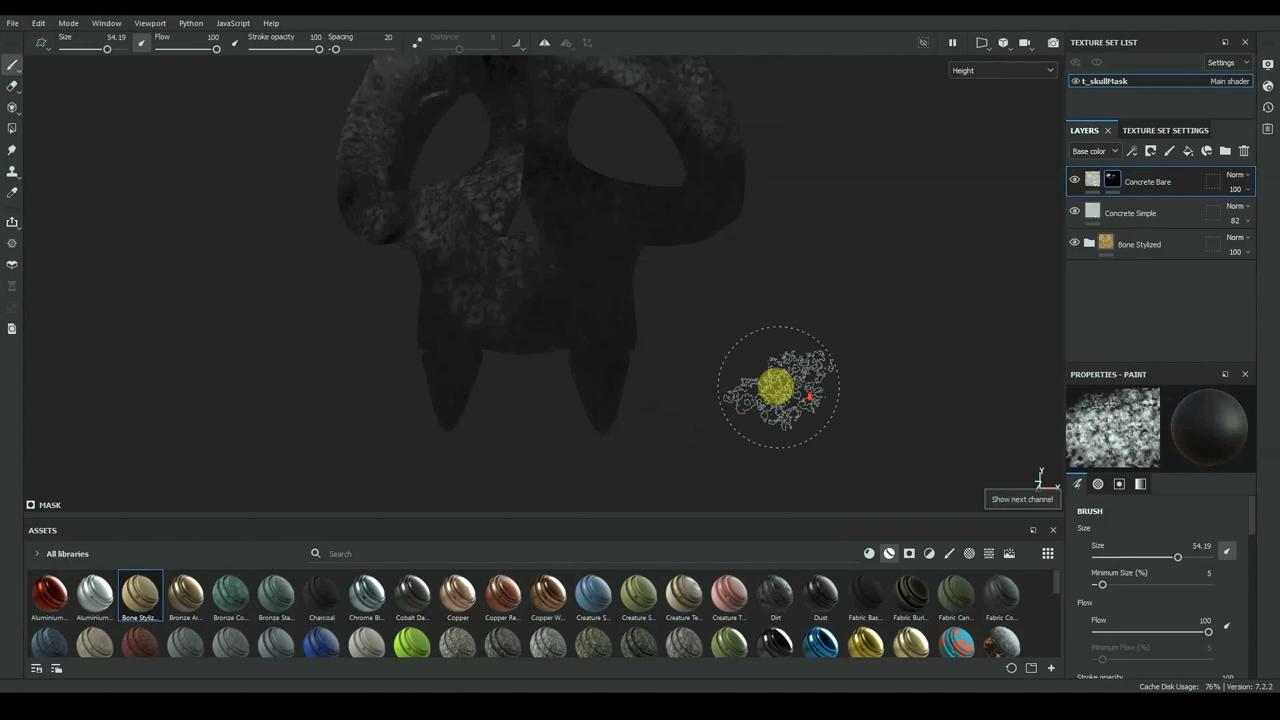 File Edit Mode Window Viewport Python JavaScript Help
Size 54.19 Flow 100 Stroke opacity 100 Spacing 20 Distance 8
Height
TEXTURE SET LIST
Settings
t_skullMask Main shader
LAYERS TEXTURE SET SETTINGS
Base color
Concrete Bare Norm 100
Concrete Simple Norm 82
Bone Stylized Norm 100
PROPERTIES - PAINT
Y
Show next channel
MASK
BRUSH
Size
Size 54.19
Minimum Size (%) 5
Flow
Flow 100
Minimum Flow (%) 5
Stroke opacity 100
ASSETS
All libraries Search
Aluminium... Aluminium... Bone Styliz... Bronze Ar... Bronze Co... Bronze Sta... Charcoal Chrome Bl... Cobalt Da... Copper Copper Re... Copper W... Creature S... Creature S... Creature Te... Creature T... Dirt Dust Fabric Bas... Fabric Burl... Fabric Can... Fabric Co...
Cache Disk Usage: 76% | Version: 7.2.2